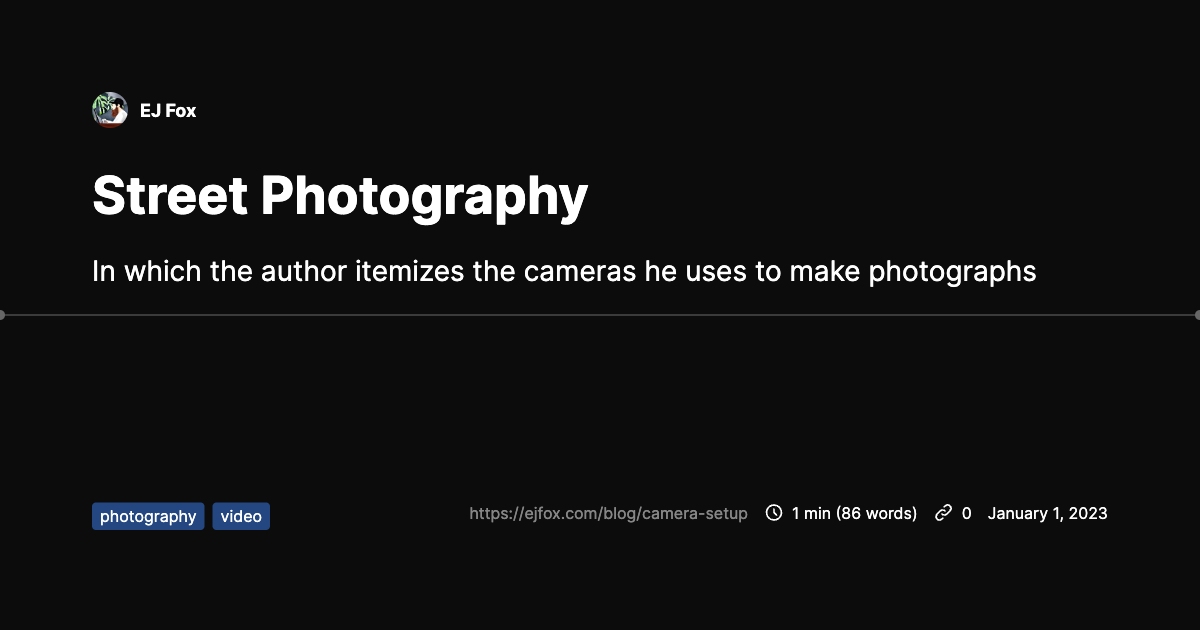 EJ Fox
Street Photography
In which the author itemizes the cameras he uses to make photographs
photography video https://ejfox.com/blog/camera-setup 1 min (86 words) 0 January 1, 2023